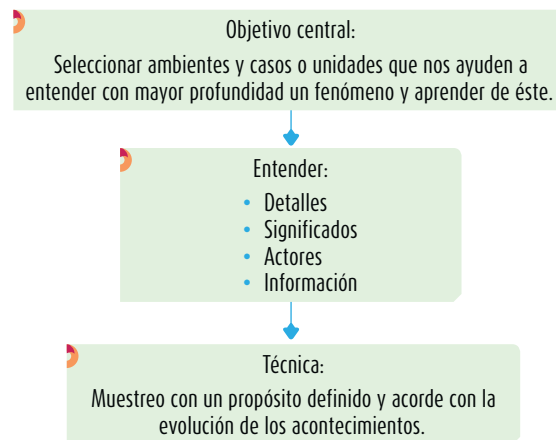 Objetivo central:
Seleccionar ambientes y casos o unidades que nos ayuden a
entender con mayor profundidad un fenómeno y aprender de éste.
Entender:
• Detalles
• Significados
• Actores
• Información
Técnica:
Muestreo con un propósito definido y acorde con la
evolución de los acontecimientos.